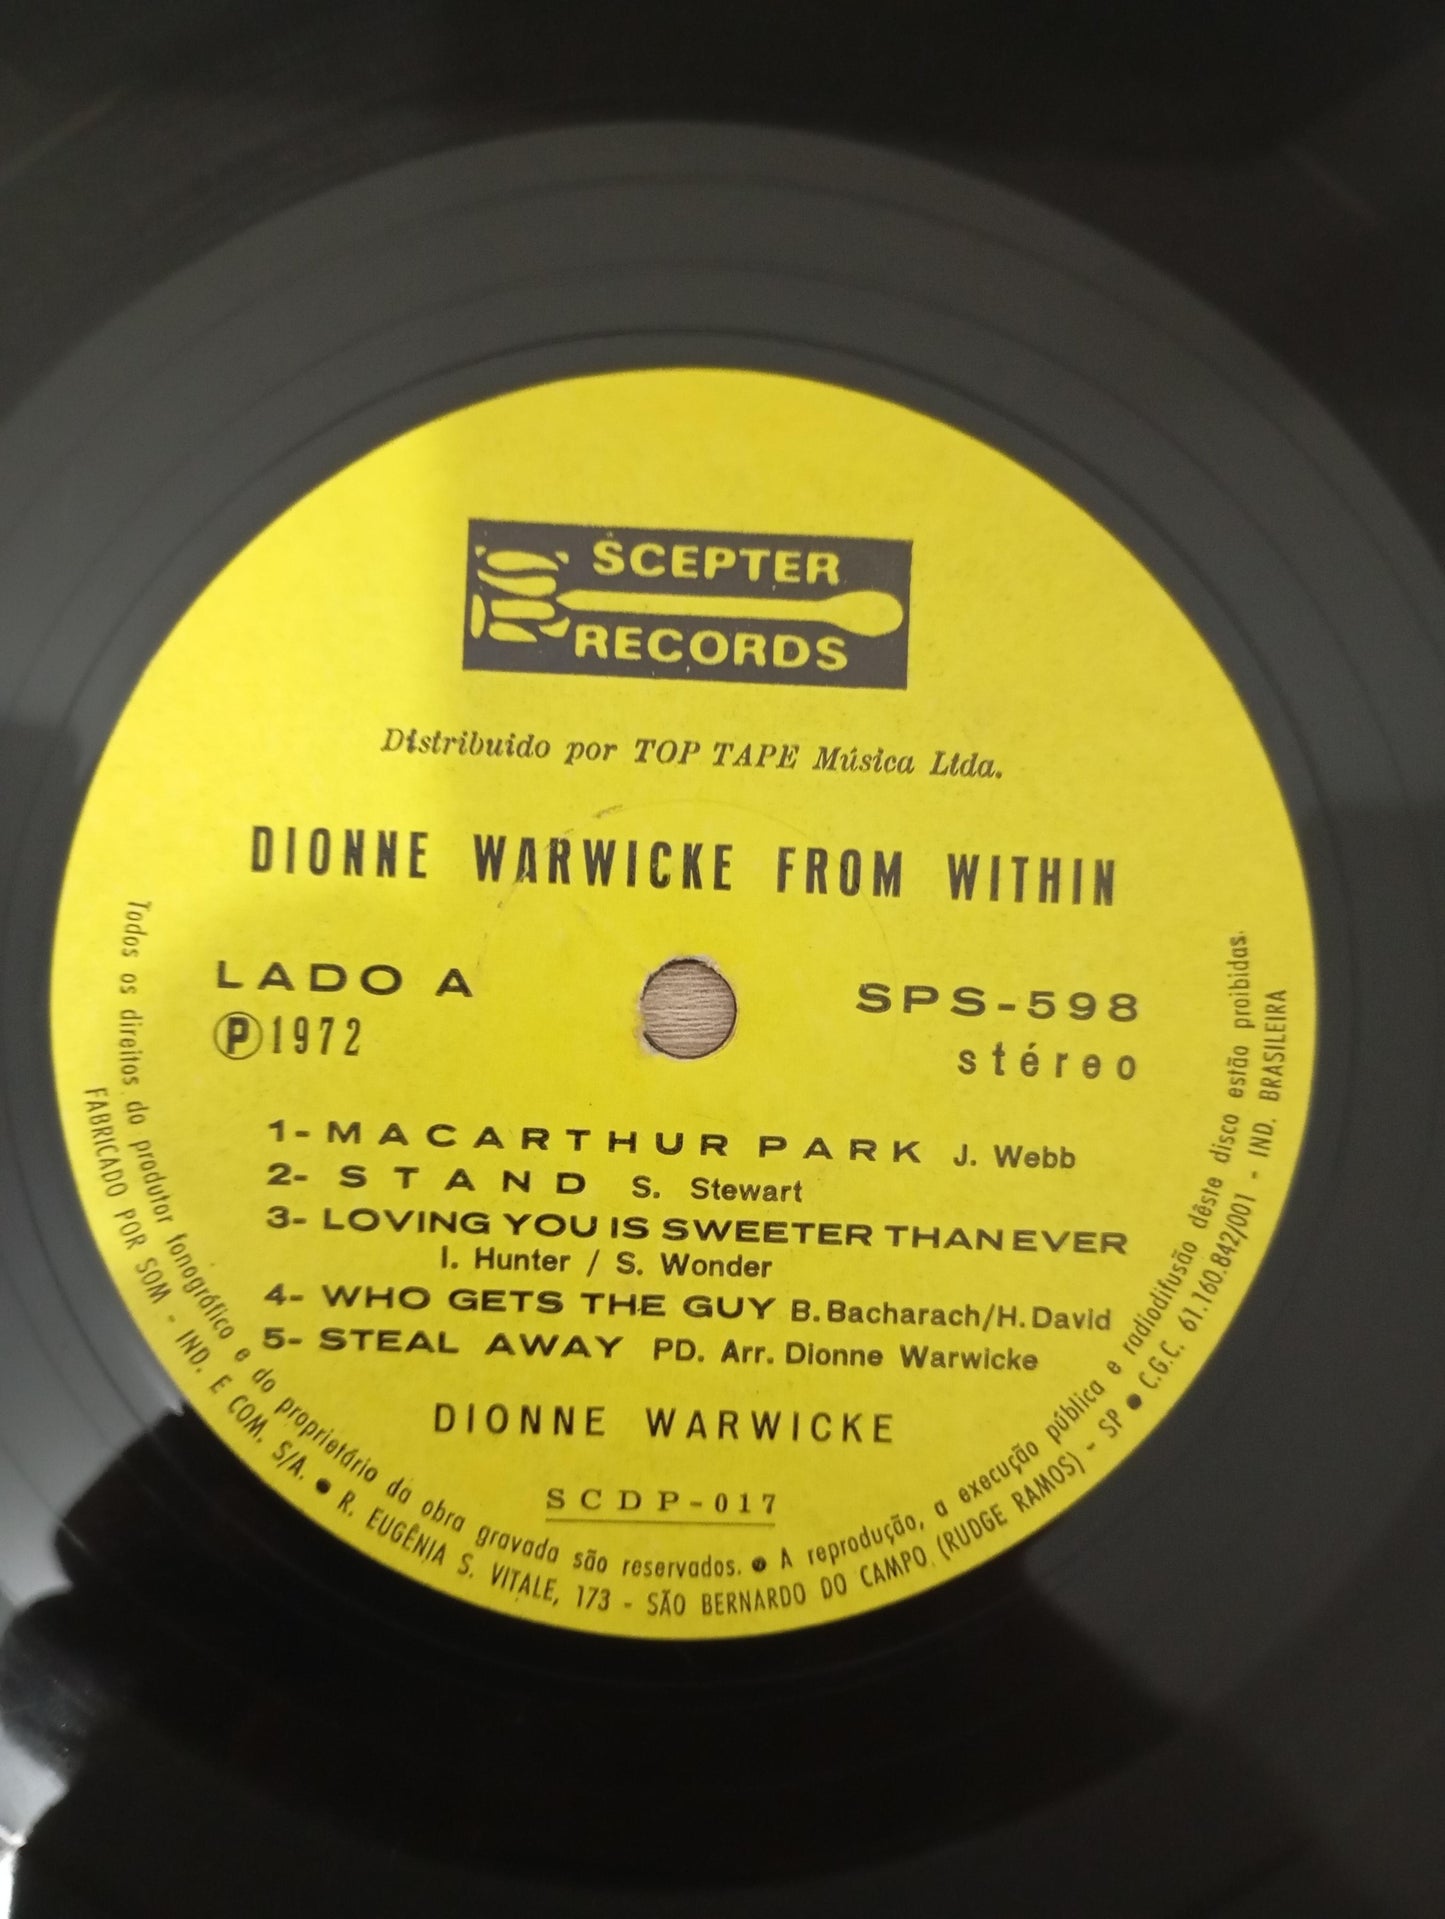 SCEPTER
RECORDS
Distribuido por TOP TAPE Música Ltda.
DIONNE WARWICKE FROM WITHIN
LADO A
Ⓟ1972
SPS-598
stéreo
1- MACARTHUR PARK J. Webb
2- STAND S. Stewart
3- LOVING YOU IS SWEETER THAN EVER
I. Hunter / S. Wonder
4- WHO GETS THE GUY B. Bacharach/H. David
5- STEAL AWAY PD. Arr. Dionne Warwicke
DIONNE WARWICKE
SCDP-017
Todos os direitos do produtor fonográfico e do proprietário da obra gravada são reservados. ● A reprodução, a execução pública e radiodifusão dêste disco estão proibidas.
FABRICADO POR SOM - IND. E COM. S/A. ● R. EUGÊNIA S. VITALE, 173 - SÃO BERNARDO DO CAMPO (RUDGE RAMOS) - SP ● C.G.C. 61.160.842/001 - IND. BRASILEIRA